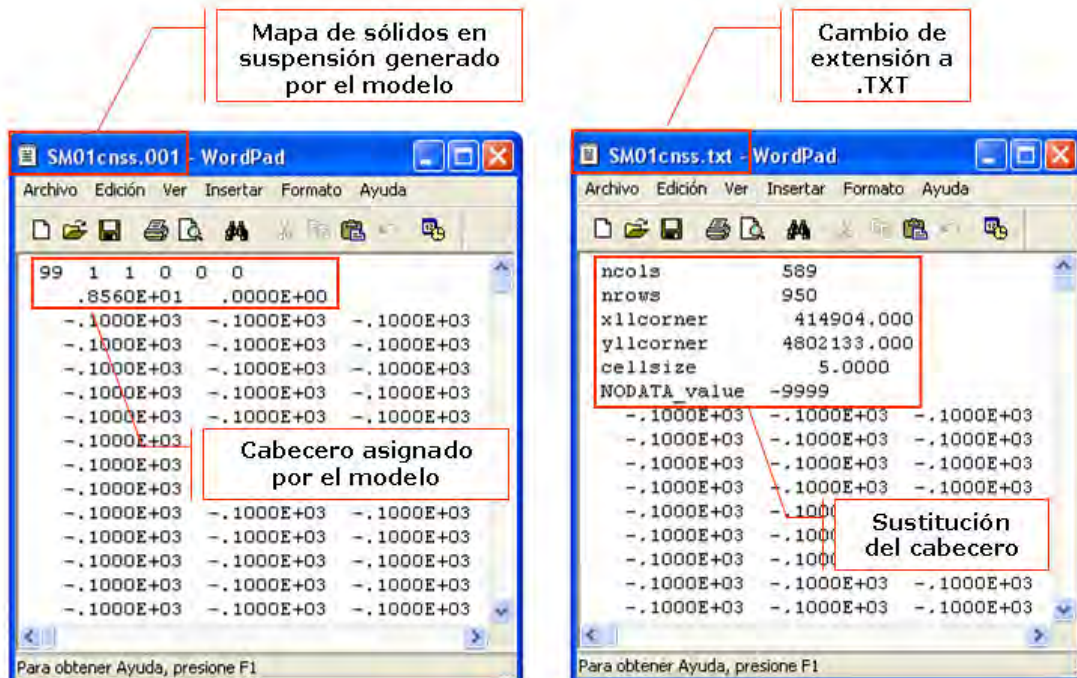 Mapa de sólidos en
suspensión generado
por el modelo
SM01cnss.001 - WordPad
Archivo Edición Ver Insertar Formato Ayuda
99 1 1 0 0 0
.8560E+01 .0000E+00
-.1000E+03 -.1000E+03 -.1000E+03
-.1000E+03 -.1000E+03 -.1000E+03
-.1000E+03 -.1000E+03 -.1000E+03
-.1000E+03 -.1000E+03 -.1000E+03
-.1000E+03 -.1000E+03 -.1000E+03
-.1000E+03
-.1000E+03
-.1000E+03
-.1000E+03 -.1000E+03 -.1000E+03
-.1000E+03 -.1000E+03 -.1000E+03
-.1000E+03 -.1000E+03 -.1000E+03
-.1000E+03 -.1000E+03 -.1000E+03
-.1000E+03 -.1000E+03 -.1000E+03
Cabecero asignado
por el modelo
Para obtener Ayuda, presione F1
Cambio de
extensión a
.TXT
SM01cnss.txt - WordPad
Archivo Edición Ver Insertar Formato Ayuda
ncols 589
nrows 950
xllcorner 414904.000
yllcorner 4802133.000
cellsize 5.0000
NODATA_value -9999
-.1000E+03 -.1000E+03 -.1000E+03
-.1000E+03 -.1000E+03 -.1000E+03
-.1000E+03 -.1000E+03 -.1000E+03
-.1000E+03 -.1000E+03 -.1000E+03
-.1000E+03 -.100
-.1000E+03 -.100
-.1000E+03 -.100
-.1000E+03 -.1000E+03 -.1000E+03
-.1000E+03 -.1000E+03 -.1000E+03
Sustitución
del cabecero
Para obtener Ayuda, presione F1